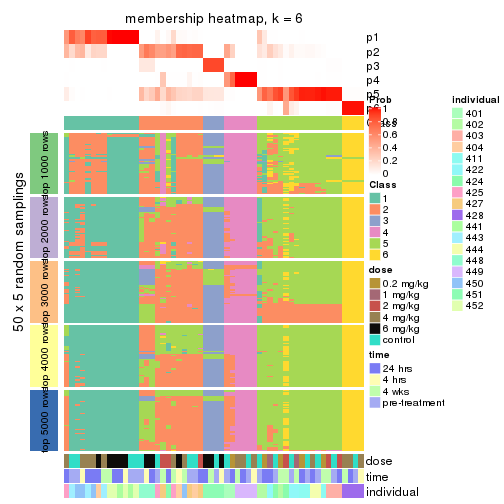 membership heatmap, k = 6
p1
p2
p3
p4
p5
p6
50 x 5 random samplings
top 1000 rows
top 2000 rows
top 3000 rows
top 4000 rows
top 5000 rows
dose
time
individual
Prob
1
0.8
0.6
0.4
0.2
0
Class
1
2
3
4
5
6
dose
0.2 mg/kg
1 mg/kg
2 mg/kg
4 mg/kg
6 mg/kg
control
time
24 hrs
4 hrs
4 wks
pre-treatment
individual
401
402
403
404
411
422
424
425
427
428
441
443
444
448
449
450
451
452